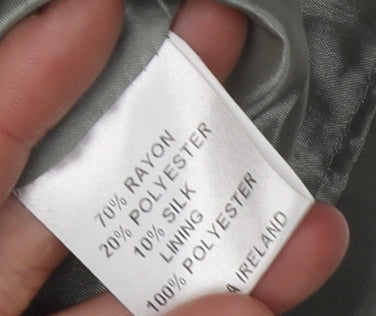 70% RAYON
20% POLYESTER
10% SILK
LINING
100% POLYESTER
IRELAND